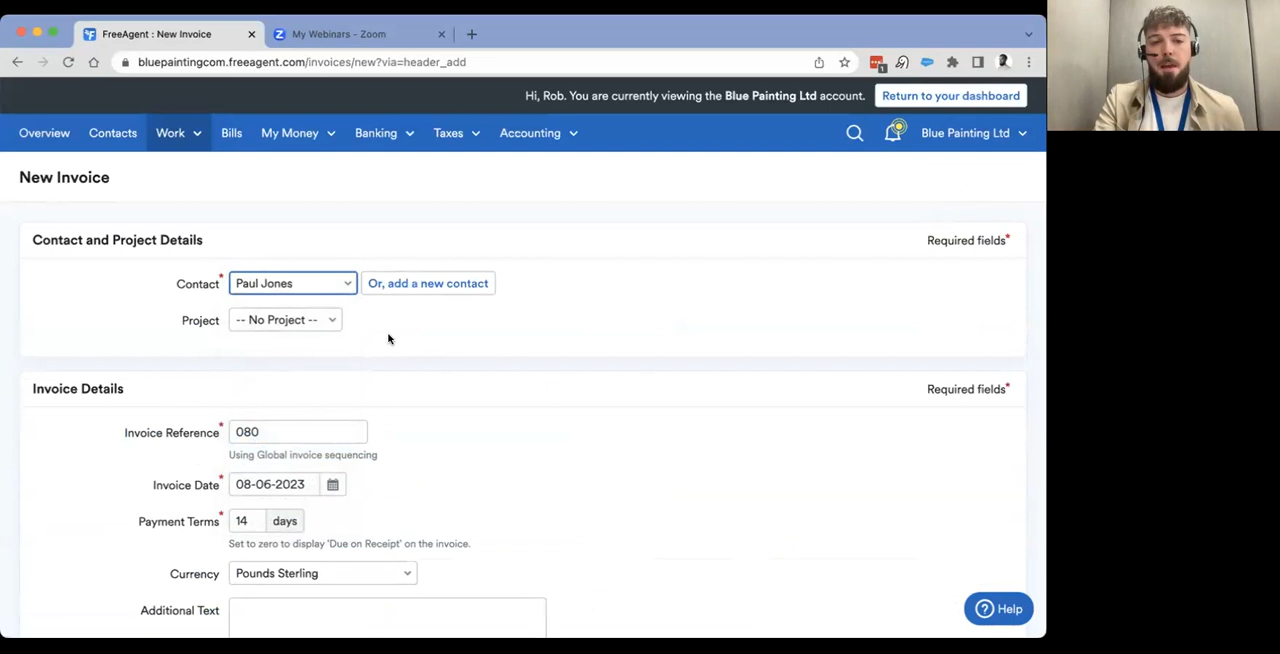 FreeAgent : New Invoice
My Webinars - Zoom
bluepaintingcom.freeagent.com/invoices/new?via=header_add
1
Hi, Rob. You are currently viewing the Blue Painting Ltd account. Return to your dashboard
Overview Contacts Work Bills My Money Banking Taxes Accounting Blue Painting Ltd
New Invoice
Contact and Project Details Required fields*
Contact* Paul Jones Or, add a new contact
Project -- No Project --
Invoice Details Required fields*
Invoice Reference* 080
Using Global invoice sequencing
Invoice Date* 08-06-2023
Payment Terms* 14 days
Set to zero to display 'Due on Receipt' on the invoice.
Currency Pounds Sterling
Additional Text
? Help